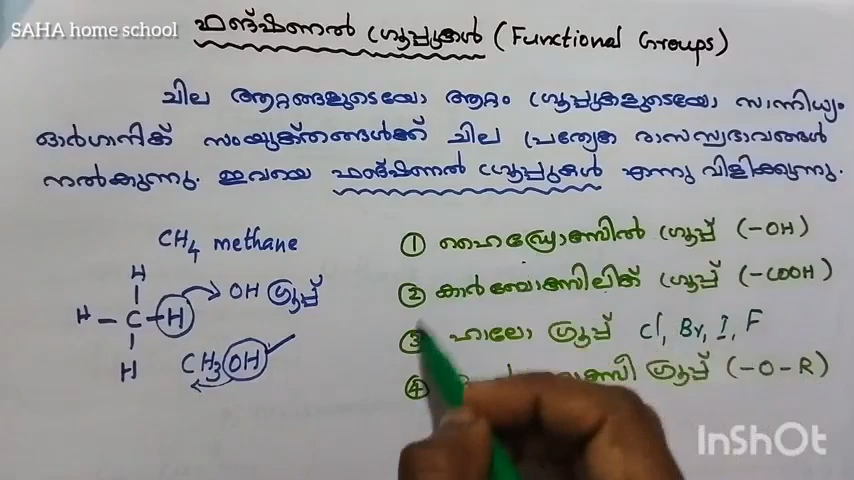 SAHA home school
ഫങ്ഷണൽ ഗ്രൂപ്പുകൾ (Functional Groups)
ചില ആറ്റങ്ങളുടെയോ ആറ്റം ഗ്രൂപ്പുകളുടെയോ സാന്നിധ്യം
ഓർഗാനിക് സംയുക്തങ്ങൾക്ക് ചില പ്രത്യേക രാസസ്വഭാവങ്ങൾ
നൽകുന്നു. ഇവയെ ഫങ്ഷണൽ ഗ്രൂപ്പുകൾ എന്നു വിളിക്കുന്നു.
CH4 methane
H
H - C - H OH ഗ്രൂപ്പ്
H
CH3OH
① ഹൈഡ്രോക്സിൽ ഗ്രൂപ്പ് (-OH)
② കാർബോക്സിലിക് ഗ്രൂപ്പ് (-COOH)
③ ഹാലോ ഗ്രൂപ്പ് Cl, Br, I, F
④ ഗ്രൂപ്പ് (-O-R)
InShOt